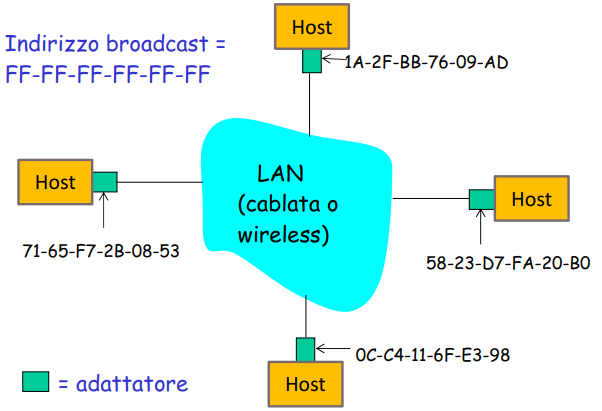 Host
Indirizzo broadcast =
FF-FF-FF-FF-FF-FF
1A-2F-BB-76-09-AD
LAN
(cablata o
wireless)
Host
Host
71-65-F7-2B-08-53
58-23-D7-FA-20-B0
0C-C4-11-6F-E3-98
= adattatore
Host